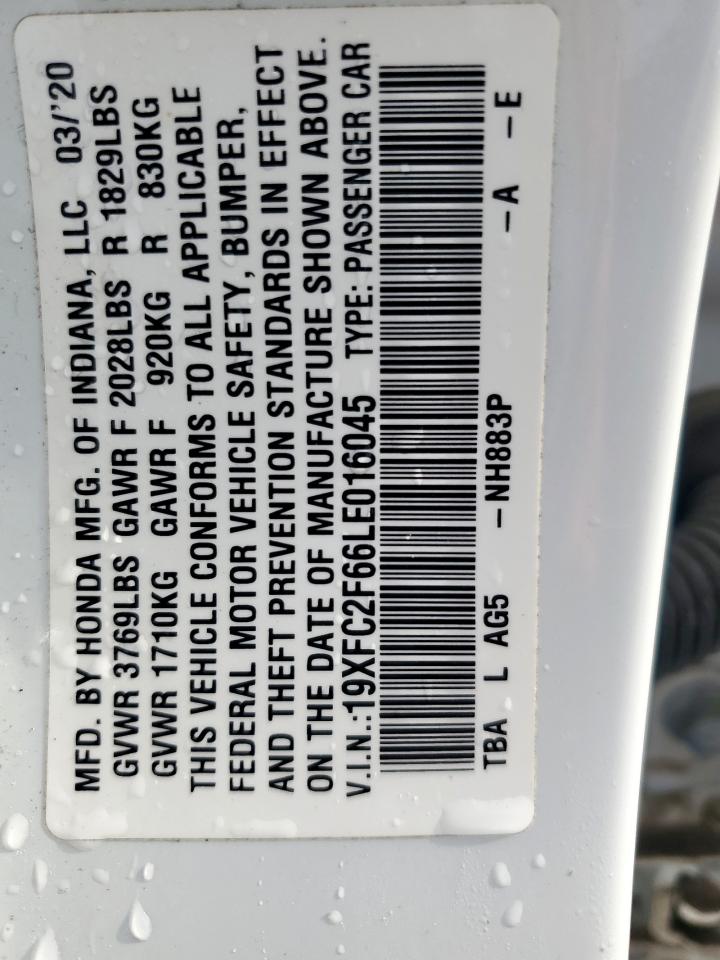 MFD. BY HONDA MFG. OF INDIANA, LLC 03/'20
GVWR 3769LBS GAWR F 2028LBS R 1829LBS
GVWR 1710KG GAWR F 920KG R 830KG
THIS VEHICLE CONFORMS TO ALL APPLICABLE
FEDERAL MOTOR VEHICLE SAFETY, BUMPER,
AND THEFT PREVENTION STANDARDS IN EFFECT
ON THE DATE OF MANUFACTURE SHOWN ABOVE.
V.I.N.:19XFC2F66LE016045 TYPE: PASSENGER CAR
TBA L AG5 -NH883P -A -E